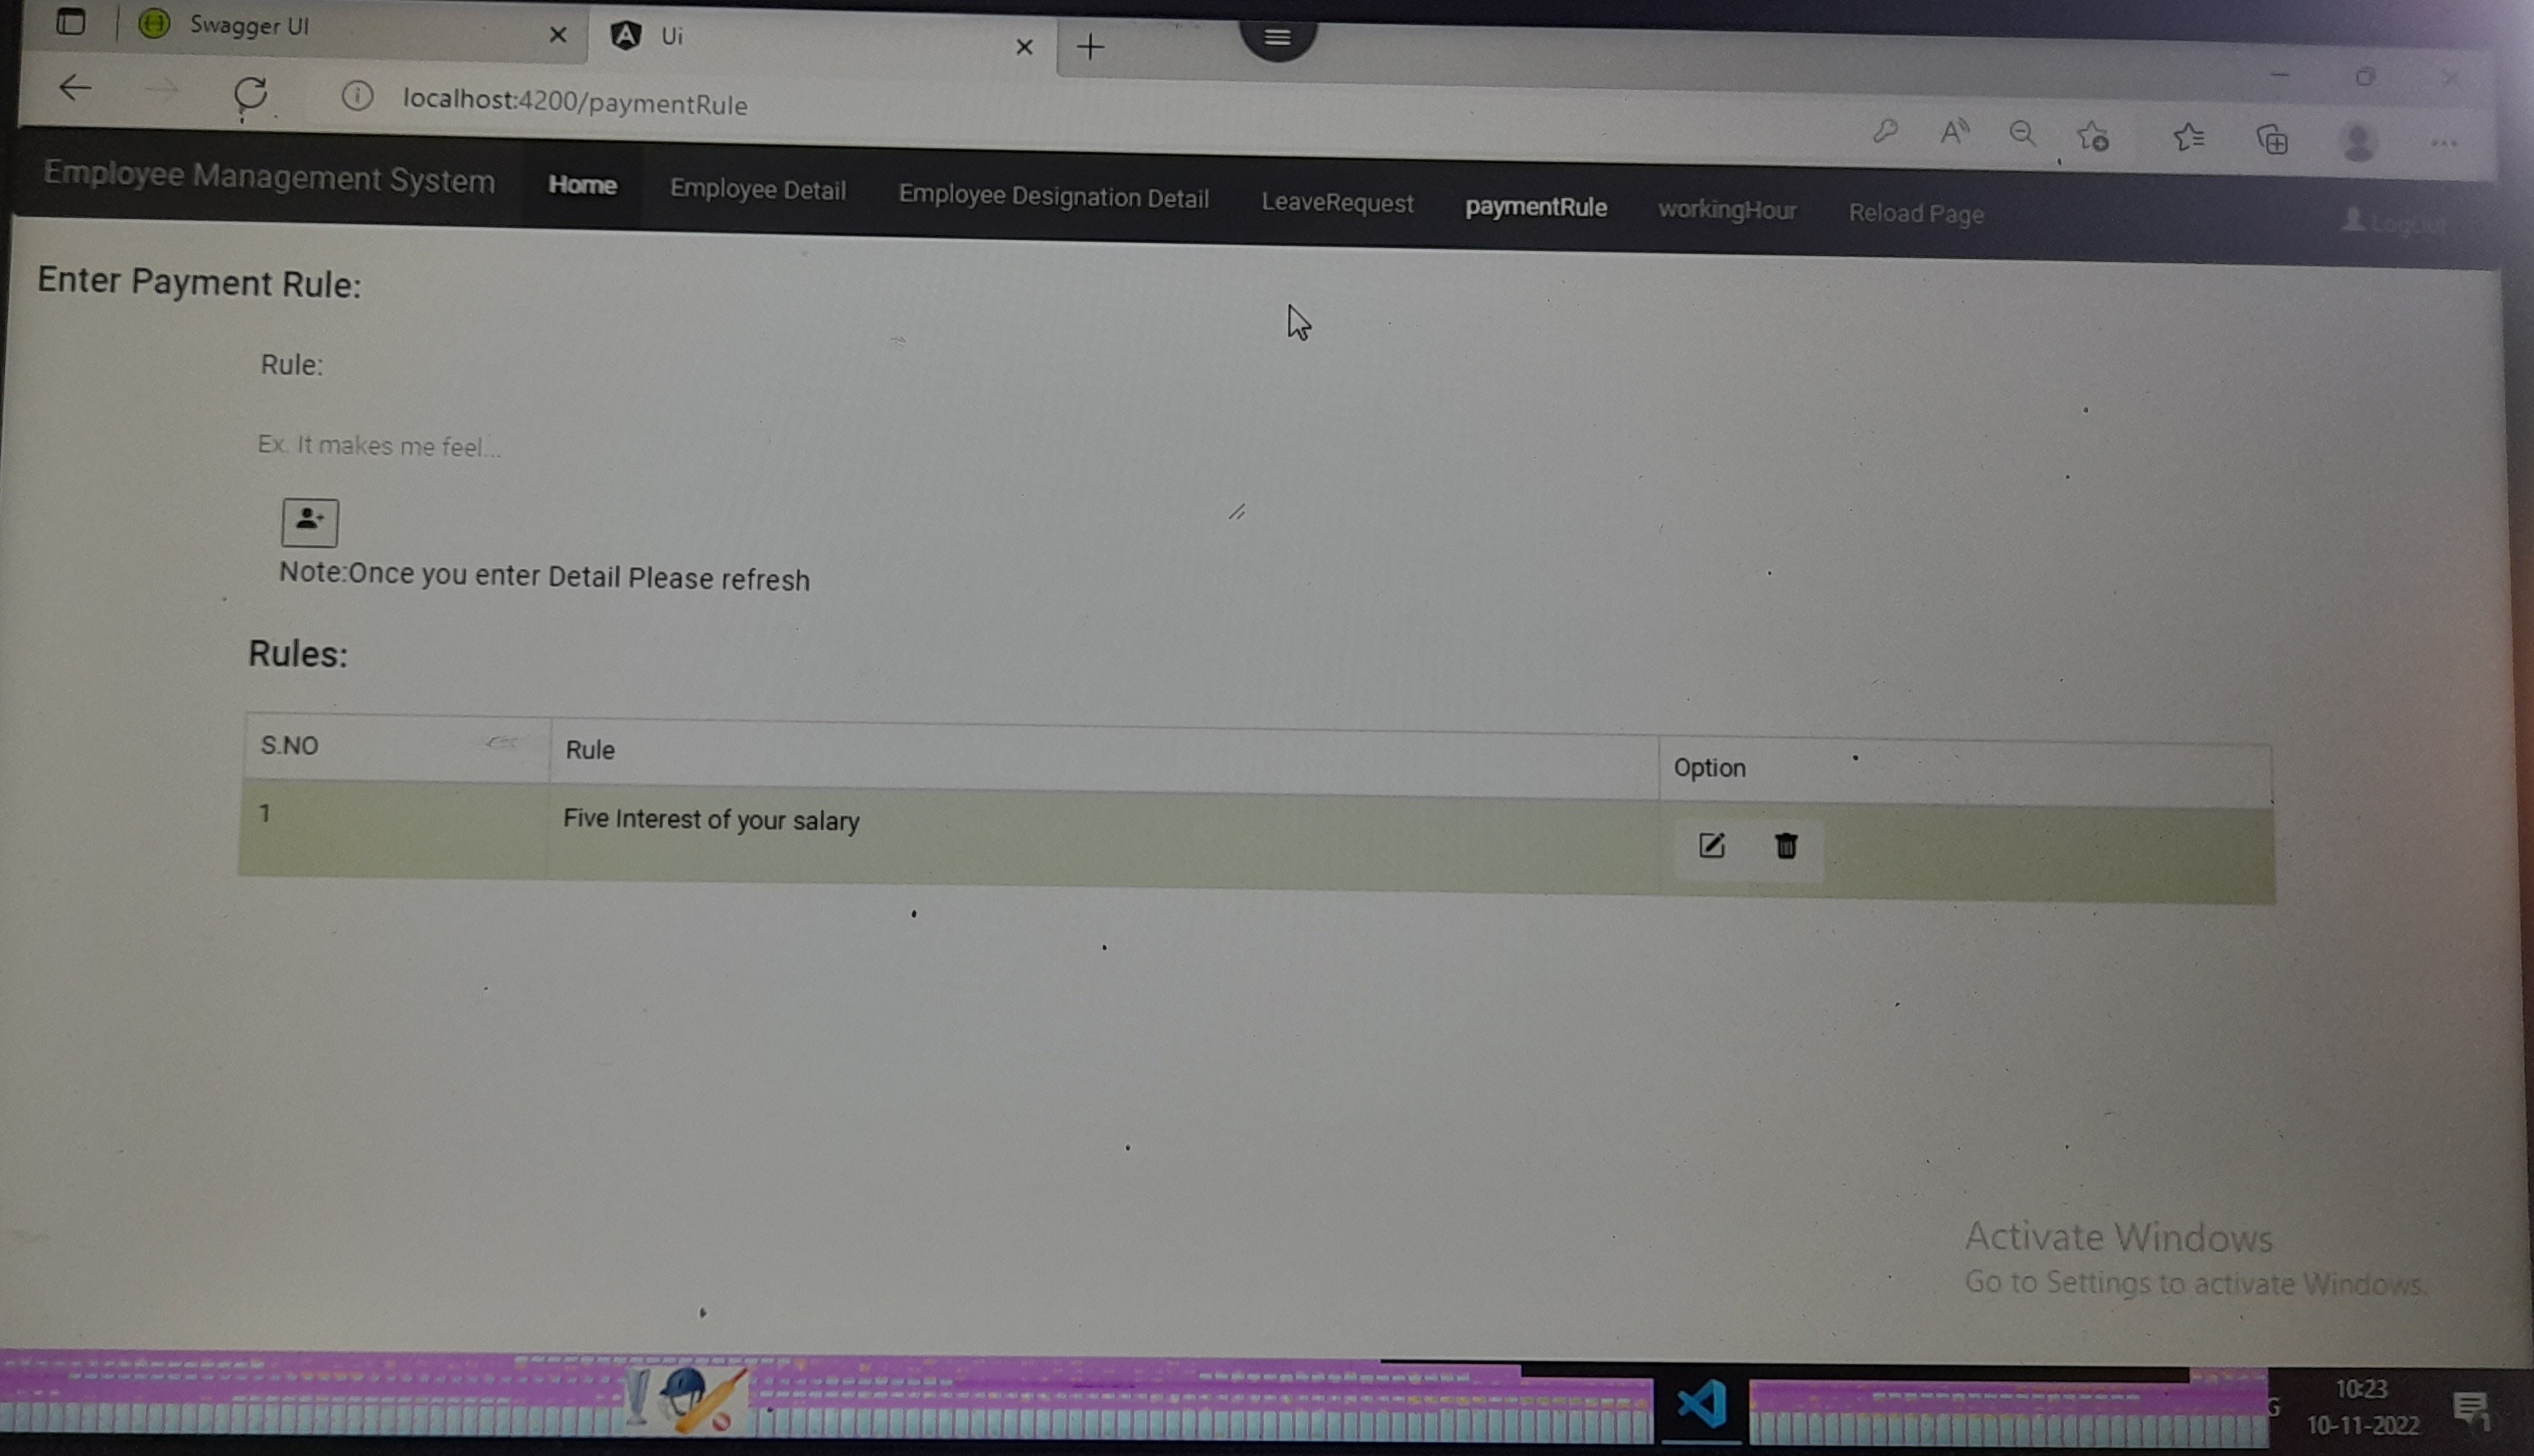 Swagger UI
Ui
localhost:4200/paymentRule
Employee Management System Home Employee Detail Employee Designation Detail LeaveRequest paymentRule workingHour Reload Page Logout
Enter Payment Rule:
Rule:
Ex. It makes me feel...
Note:Once you enter Detail Please refresh
Rules:
S.NO Rule Option
1 Five Interest of your salary
Activate Windows
Go to Settings to activate Windows.
G 10:23
10-11-2022
1